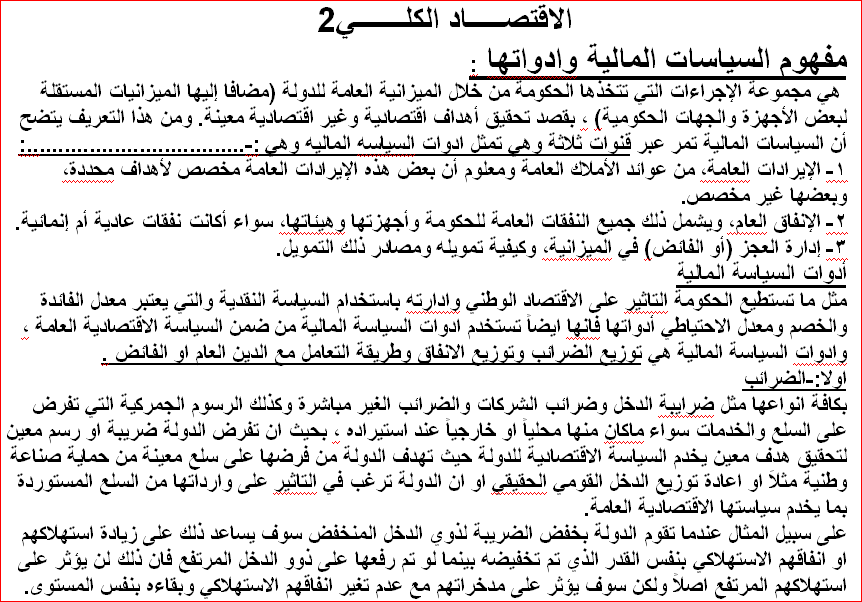 الاقتصـــــاد الكلـــــــي2
مفهوم السياسات المالية وادواتها :
هي مجموعة الإجراءات التي تتخذها الحكومة من خلال الميزانية العامة للدولة (مضافا إليها الميزانيات المستقلة
لبعض الأجهزة والجهات الحكومية) ، بقصد تحقيق أهداف اقتصادية وغير اقتصادية معينة. ومن هذا التعريف يتضح
أن السياسات المالية تمر عبر قنوات ثلاثة وهي تمثل ادوات السياسه الماليه وهي :-..................................:
١- الإيرادات العامة، من عوائد الأملاك العامة ومعلوم أن بعض هذه الإيرادات العامة مخصص لأهداف محددة،
وبعضها غير مخصص.
٢- الإنفاق العام، ويشمل ذلك جميع النفقات العامة للحكومة وأجهزتها وهيئاتها، سواء أكانت نفقات عادية أم إنمائية.
٣- إدارة العجز (أو الفائض) في الميزانية، وكيفية تمويله ومصادر ذلك التمويل.
أدوات السياسة المالية
مثل ما تستطيع الحكومة التاثير على الاقتصاد الوطني وادارته باستخدام السياسة النقدية والتي يعتبر معدل الفائدة
والخصم ومعدل الاحتياطي أدواتها فانها ايضاً تستخدم ادوات السياسة المالية من ضمن السياسة الاقتصادية العامة ،
وادوات السياسة المالية هي توزيع الضرائب وتوزيع الانفاق وطريقة التعامل مع الدين العام او الفائض .
اولا:-الضرائب
بكافة انواعها مثل ضرايبة الدخل وضرائب الشركات والضرائب الغير مباشرة وكذلك الرسوم الجمركية التي تفرض
على السلع والخدمات سواء ماكان منها محلياً او خارجياً عند استيراده ، بحيث ان تفرض الدولة ضريبة او رسم معين
لتحقيق هدف معين يخدم السياسة الاقتصادية للدولة حيث تهدف الدولة من فرضها على سلع معينة من حماية صناعة
وطنية مثلاً او اعادة توزيع الدخل القومي الحقيقي او ان الدولة ترغب في التاثير على وارداتها من السلع المستوردة
بما يخدم سياستها الاقتصادية العامة.
على سبيل المثال عندما تقوم الدولة بخفض الضريبة لذوي الدخل المنخفض سوف يساعد ذلك على زيادة استهلاكهم
او انفاقهم الاستهلاكي بنفس القدر الذي تم تخفيضه بينما لو تم رفعها على ذوو الدخل المرتفع فان ذلك لن يؤثر على
استهلاكهم المرتفع اصلاً ولكن سوف يؤثر على مدخراتهم مع عدم تغير انفاقهم الاستهلاكي وبقاءه بنفس المستوى.